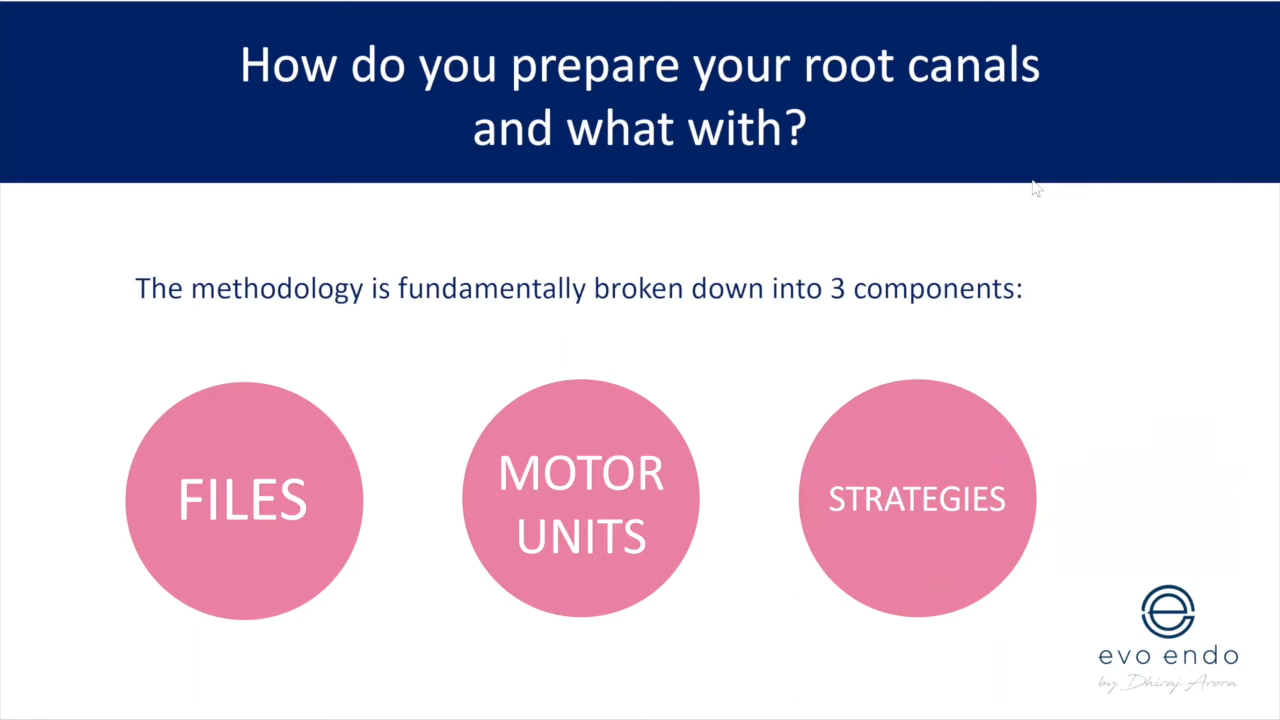 How do you prepare your root canals
and what with?
The methodology is fundamentally broken down into 3 components:
FILES
MOTOR
UNITS
STRATEGIES
evo endo
by Dhiraj Arora